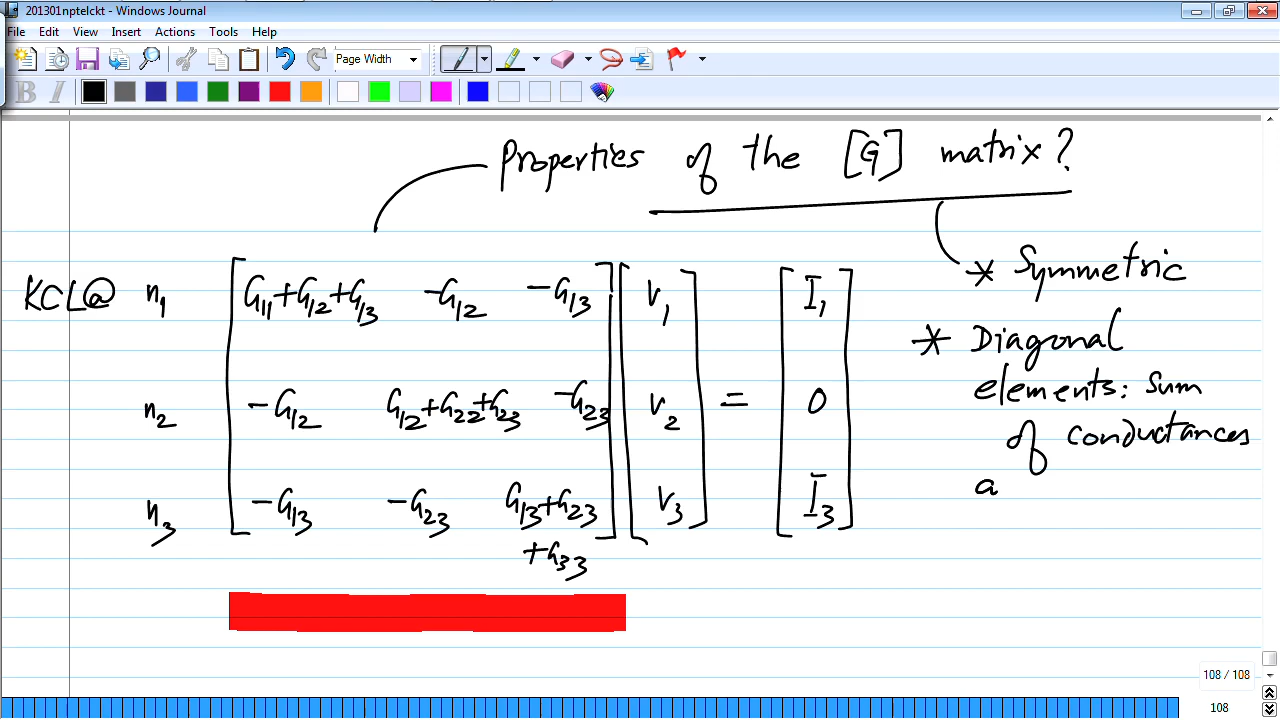 201301nptelckt - Windows Journal
File Edit View Insert Actions Tools Help
Page Width
B I
Properties of the [G] matrix?
KCL@ n1 G11+G12+G13 -G12 -G13 V1 I1
n2 -G12 G12+G22+G23 -G23 V2 = 0
n3 -G13 -G23 G13+G23 V3 I3
+G33
* Symmetric
* Diagonal
elements: sum
of conductances
a
108 / 108
108